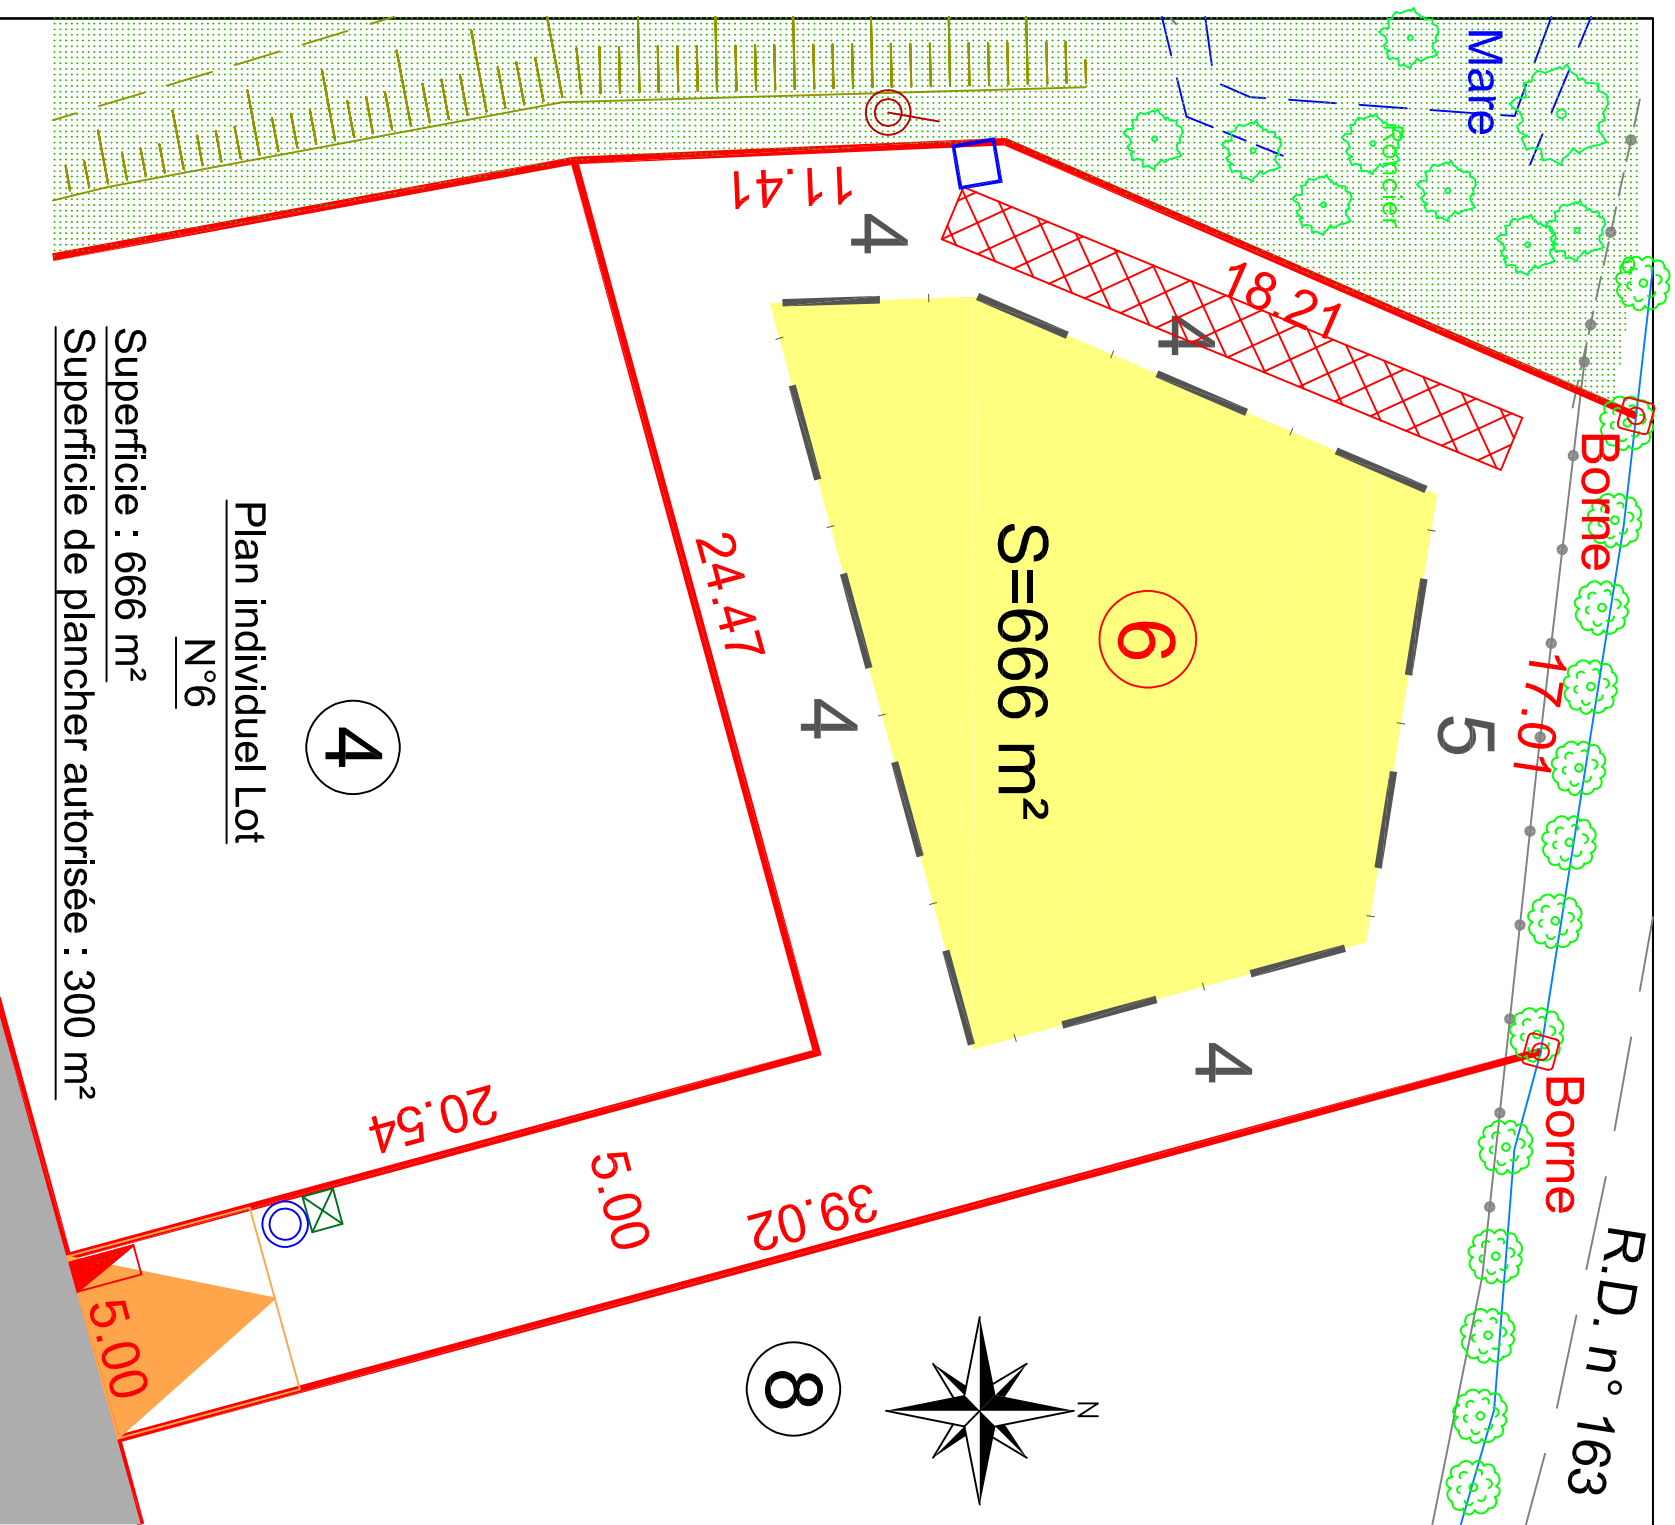 Plan individuel Lot
N°6
Superficie : 666 m²
Superficie de plancher autorisée : 300 m²
R.D. n° 163
Mare
Roncier
Borne
Borne
17.01
18.21
11.41
24.47
20.54
39.02
5.00
5.00
5
4
4
4
4
6
S=666 m²
4
8
N